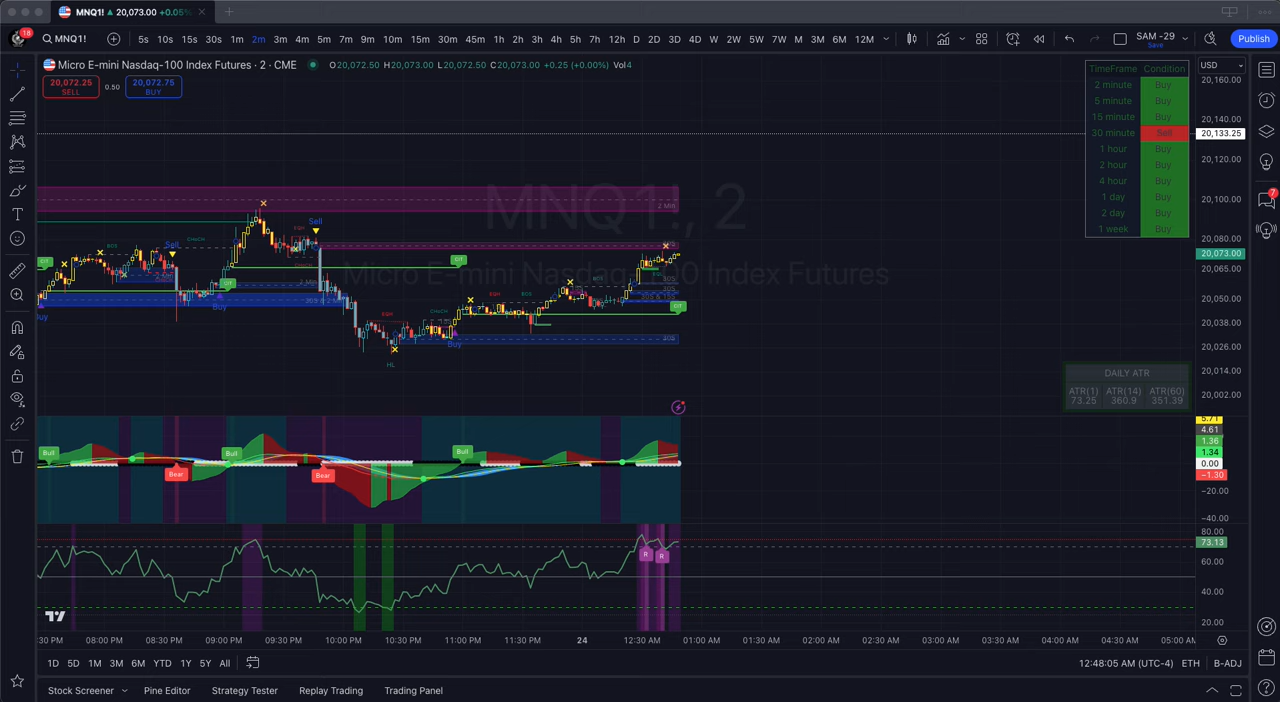 MNQ1! ▲ 20,073.00 +0.05%
18
MNQ1!
5s 10s 15s 30s 1m 2m 3m 4m 5m 7m 9m 10m 15m 30m 45m 1h 2h 3h 4h 5h 7h 12h D 2D 3D 4D W 2W 5W 7W M 3M 6M 12M
SAM -29
Save
Publish
Micro E-mini Nasdaq-100 Index Futures · 2 · CME
O20,072.50 H20,073.00 L20,072.50 C20,073.00 +0.25 (+0.00%) Vol4
20,072.25
SELL
0.50
20,072.75
BUY
TimeFrame Condition
2 minute Buy
5 minute Buy
15 minute Buy
30 minute Sell
1 hour Buy
2 hour Buy
4 hour Buy
1 day Buy
2 day Buy
1 week Buy
USD
20,160.00
20,140.00
20,133.25
20,120.00
20,100.00
20,080.00
20,073.00
20,065.00
20,050.00
20,038.00
20,026.00
20,014.00
20,002.00
7
MNQ1!, 2
Micro E-mini Nasdaq-100 Index Futures
2 Min
Sell
Sell
BOS
CHoCH
EQH
Buy
Buy
HL
EQH
CHoCH
Buy
EQH
BOS
30S
30S
DAILY ATR
ATR(1) ATR(14) ATR(60)
73.25 360.9 351.39
Bull
Bear
Bull
Bear
Bull
5.71
4.61
1.36
1.34
0.00
−1.30
−20.00
−40.00
R
R
80.00
73.13
60.00
40.00
20.00
:30 PM 08:00 PM 08:30 PM 09:00 PM 09:30 PM 10:00 PM 10:30 PM 11:00 PM 11:30 PM 24 12:30 AM 01:00 AM 01:30 AM 02:00 AM 02:30 AM 03:00 AM 03:30 AM 04:00 AM 04:30 AM 05:00 AM
1D 5D 1M 3M 6M YTD 1Y 5Y All
12:48:05 AM (UTC-4) ETH B-ADJ
Stock Screener Pine Editor Strategy Tester Replay Trading Trading Panel